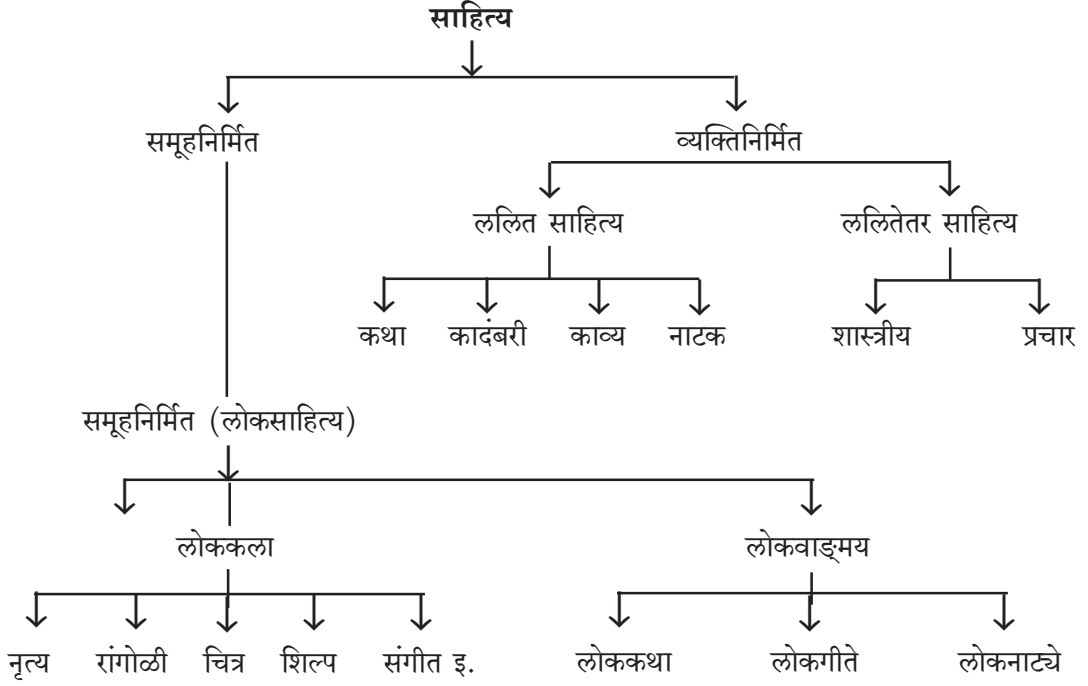 साहित्य
समूहनिर्मित व्यक्तिनिर्मित
ललित साहित्य ललितेतर साहित्य
कथा कादंबरी काव्य नाटक शास्त्रीय प्रचार
समूहनिर्मित (लोकसाहित्य)
लोककला लोकवाङ्‌मय
नृत्य रांगोळी चित्र शिल्प संगीत इ. लोककथा लोकगीते लोकनाट्ये